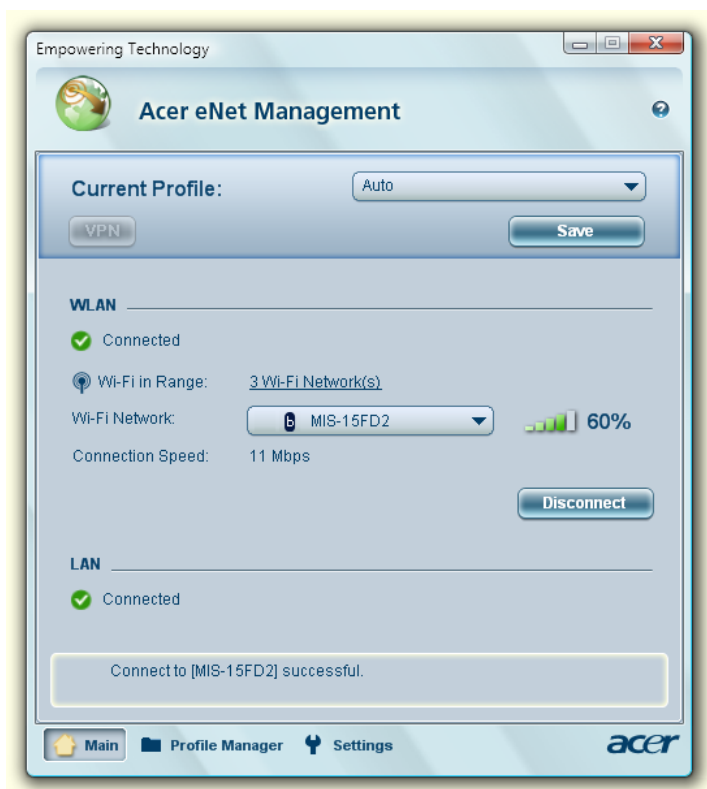 Empowering Technology
Acer eNet Management
?
Current Profile:
Auto
VPN
Save
WLAN
Connected
Wi-Fi in Range:
3 Wi-Fi Network(s)
Wi-Fi Network:
b MIS-15FD2
60%
Connection Speed:
11 Mbps
Disconnect
LAN
Connected
Connect to [MIS-15FD2] successful.
Main
Profile Manager
Settings
acer